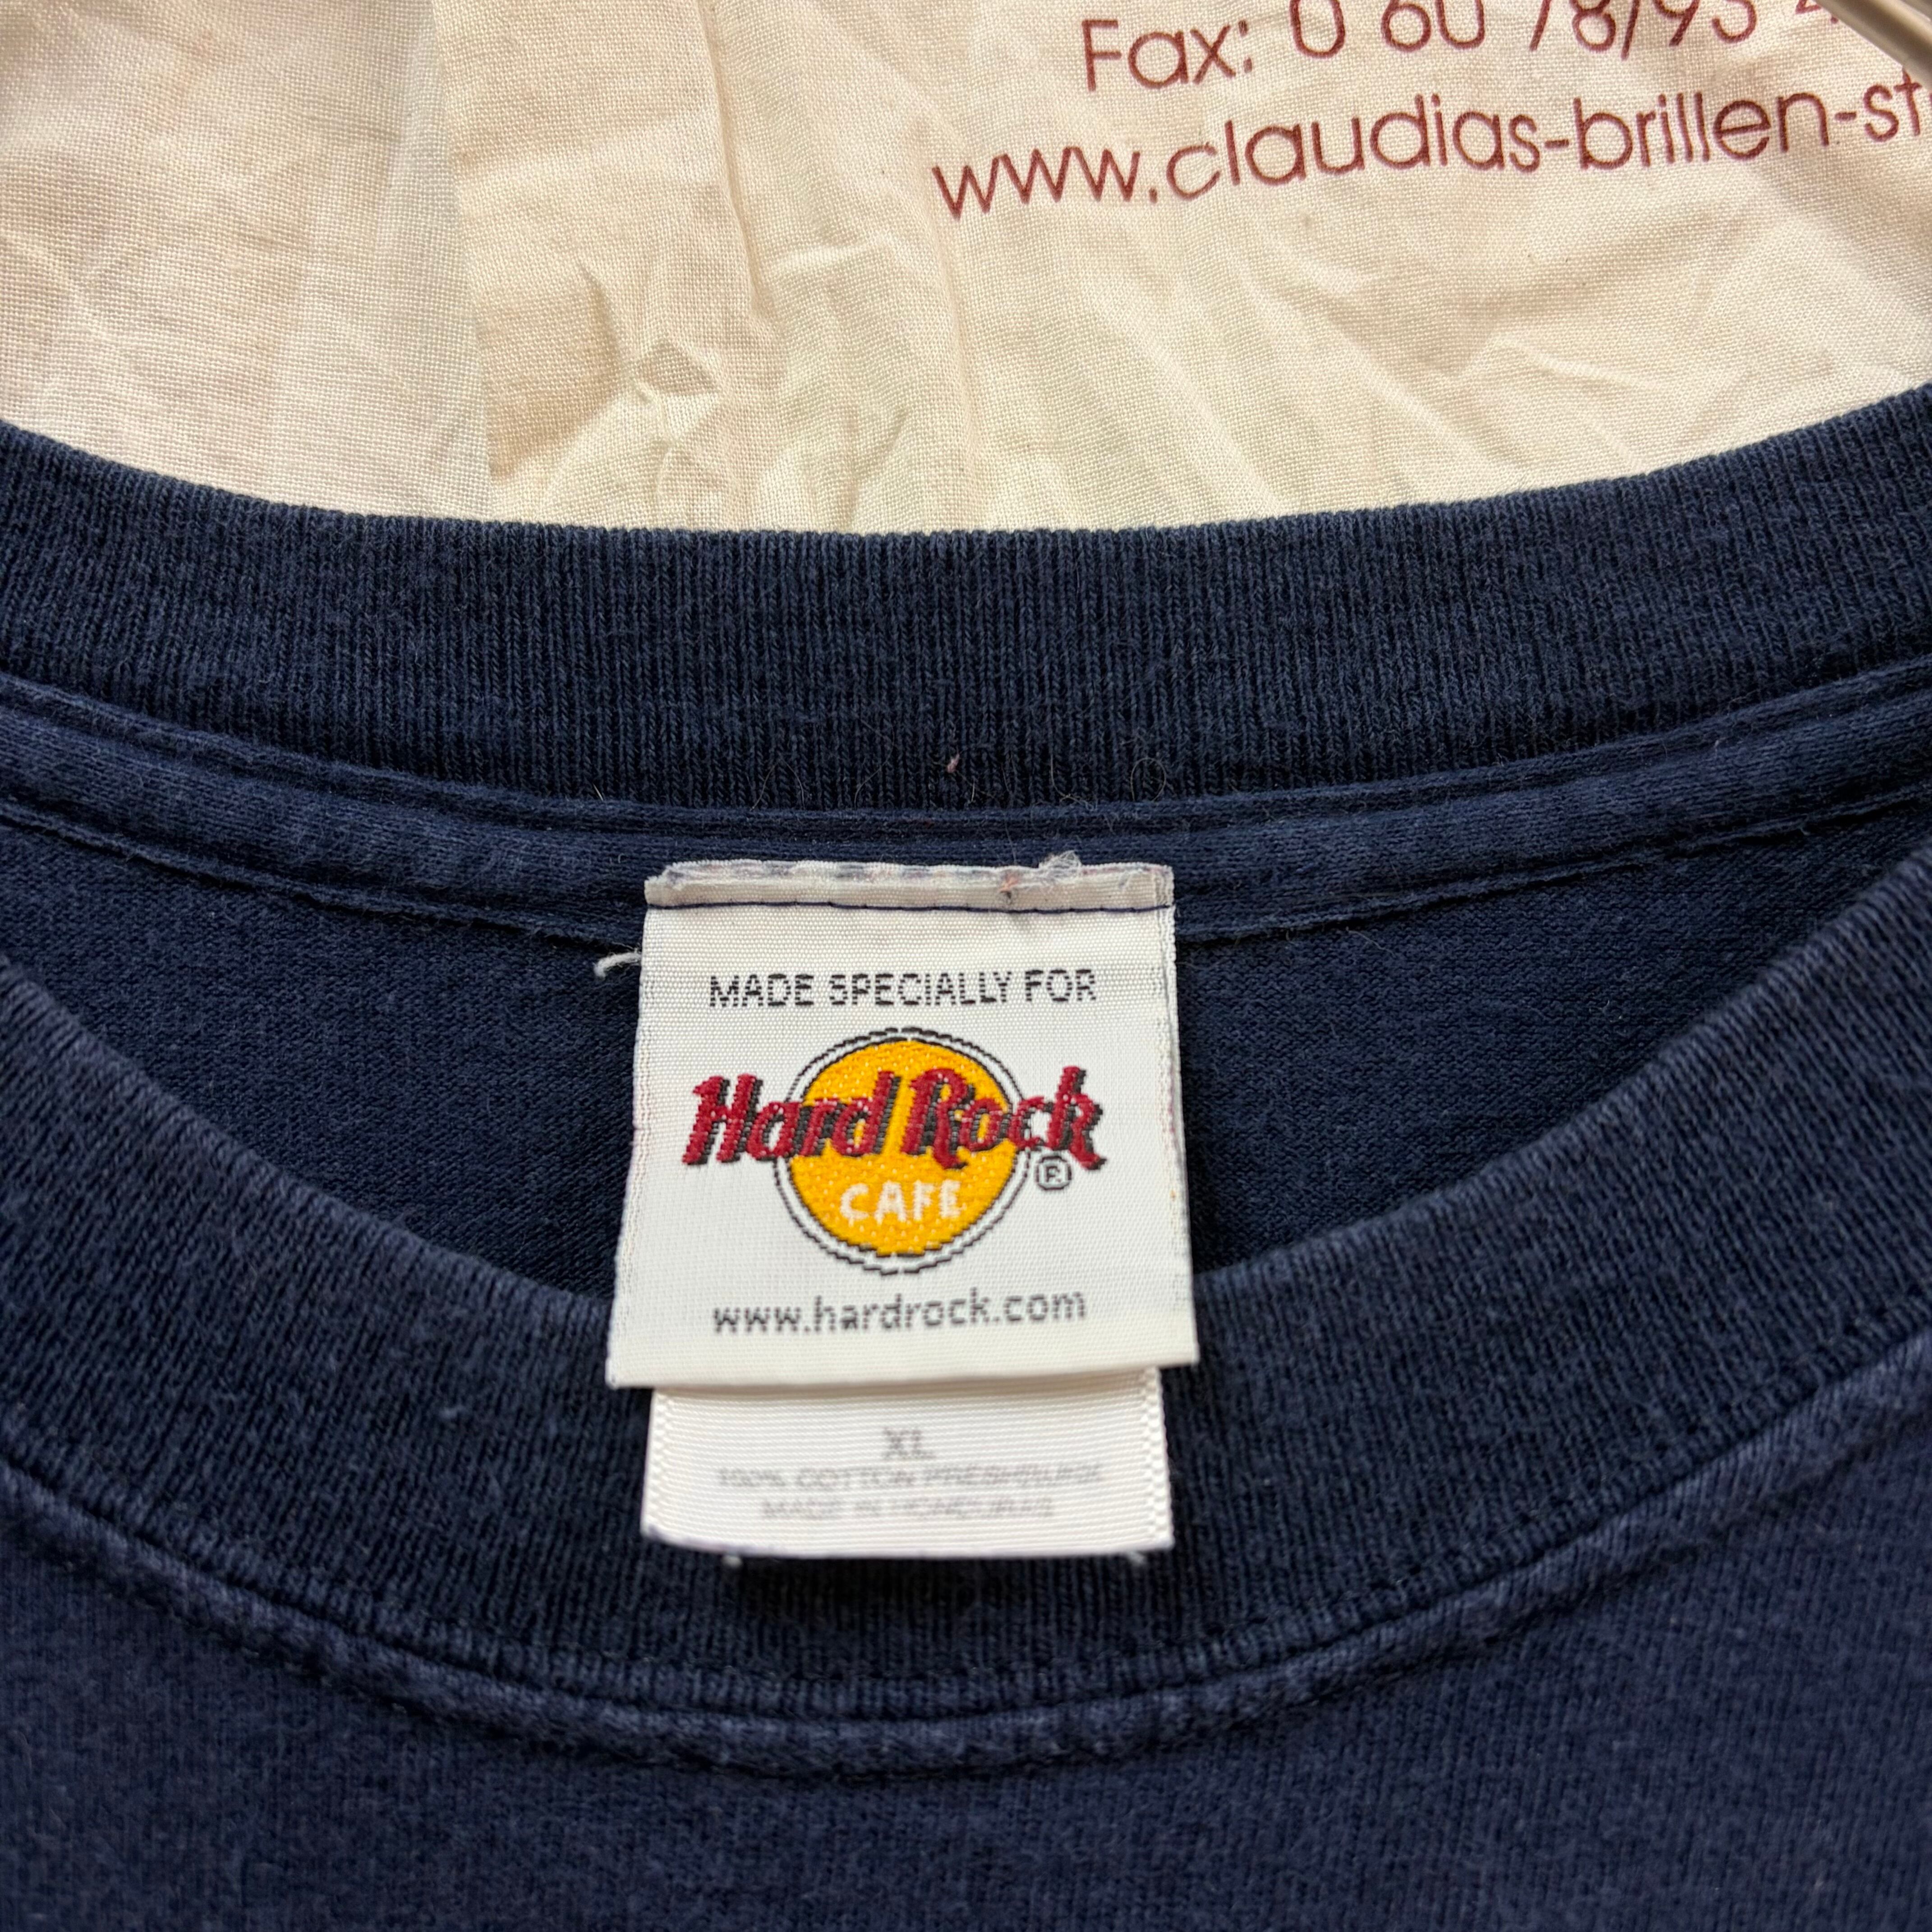 Fax: 0 60 78/93 4
www.claudias-brillen-st
MADE SPECIALLY FOR
Hard Rock
CAFE
®
www.hardrock.com
XL
100% COTTON PRESHRUNK
MADE IN HONDURAS